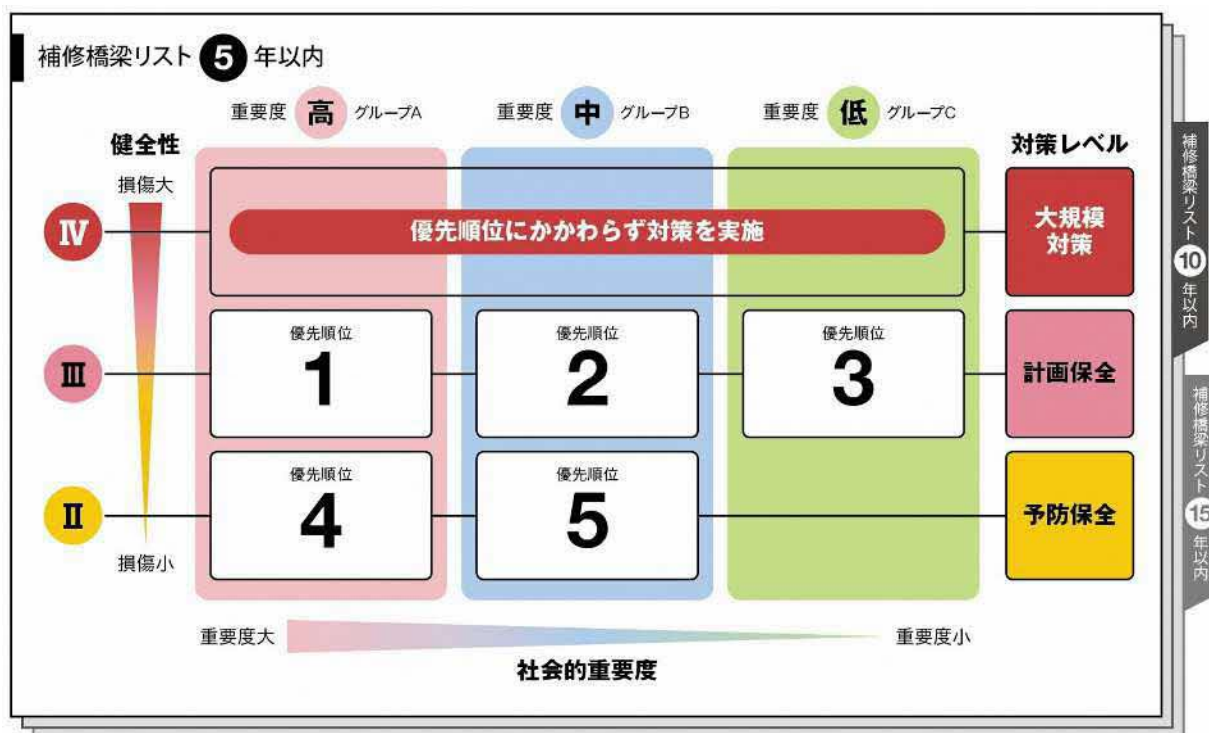 補修橋梁リスト 5 年以内
重要度 高 グループA
重要度 中 グループB
重要度 低 グループC
健全性
対策レベル
損傷大
Ⅳ
優先順位にかかわらず対策を実施
大規模
対策
Ⅲ
優先順位
1
優先順位
2
優先順位
3
計画保全
Ⅱ
優先順位
4
優先順位
5
予防保全
損傷小
重要度大
重要度小
社会的重要度
補修橋梁リスト 10 年以内
補修橋梁リスト 15 年以内